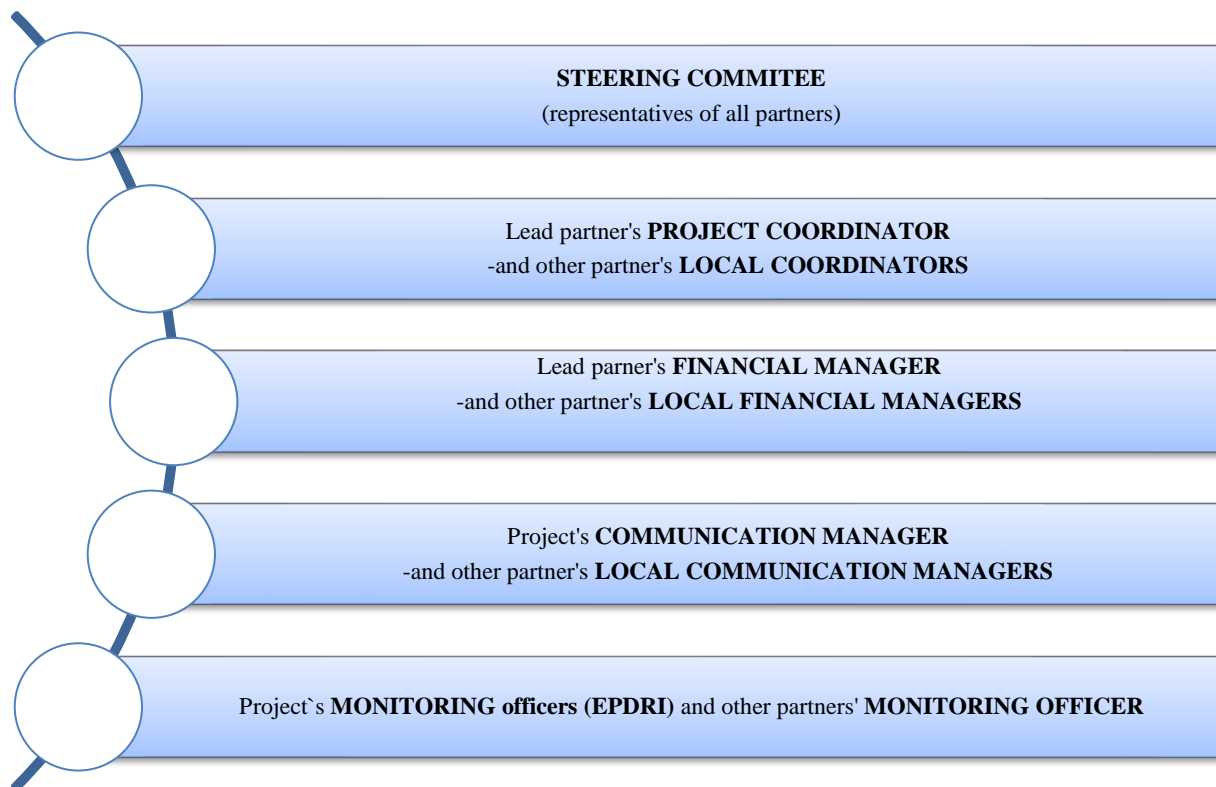 STEERING COMMITEE
(representatives of all partners)
Lead partner's PROJECT COORDINATOR
-and other partner's LOCAL COORDINATORS
Lead parner's FINANCIAL MANAGER
-and other partner's LOCAL FINANCIAL MANAGERS
Project's COMMUNICATION MANAGER
-and other partner's LOCAL COMMUNICATION MANAGERS
Project`s MONITORING officers (EPDRI) and other partners' MONITORING OFFICER